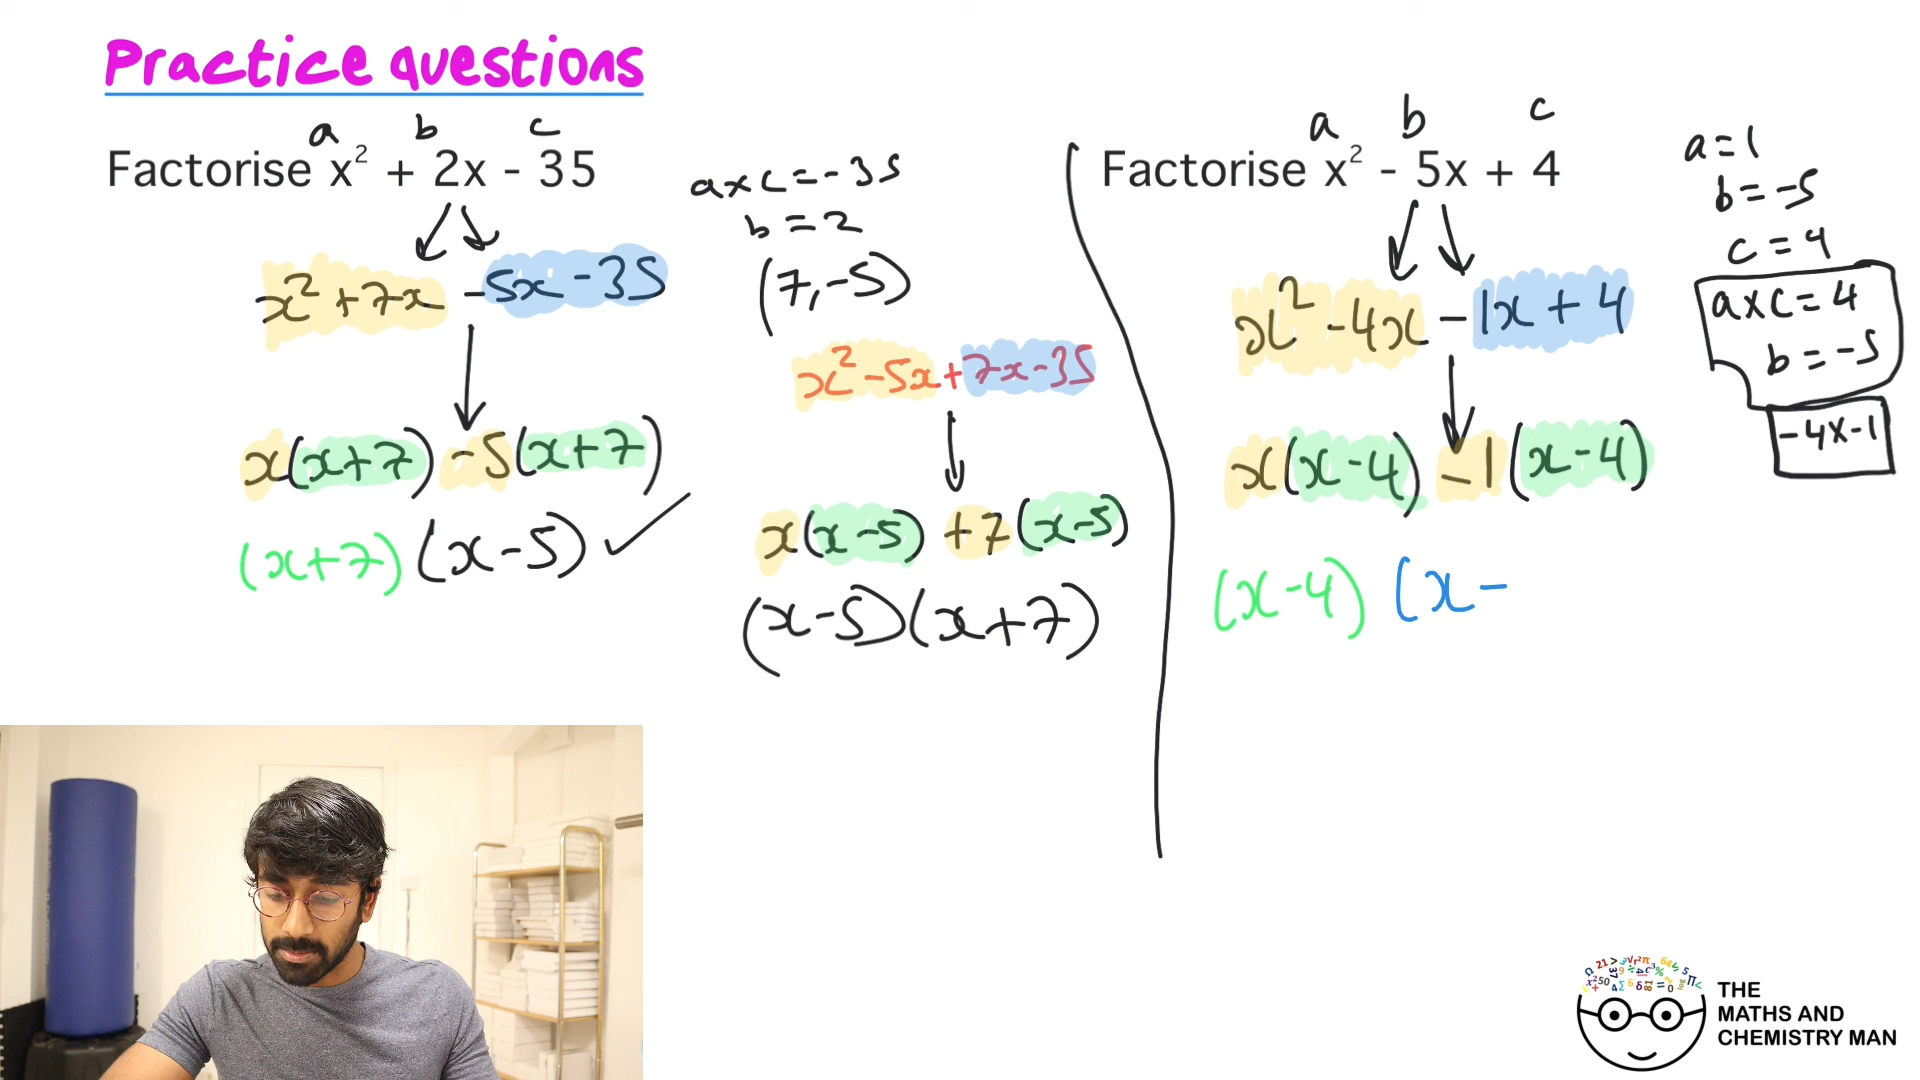 Practice questions
a b c
Factorise x² + 2x - 35
x² + 7x - 5x - 35
x(x+7) - 5(x+7)
(x+7) (x-5) ✓
a x c = -35
b = 2
(7, -5)
x² - 5x + 7x - 35
x(x-5) + 7(x-5)
(x-5)(x+7)
a b c
Factorise x² - 5x + 4
x² - 4x - 1x + 4
x(x-4) - 1(x-4)
(x-4) (x -
a = 1
b = -5
c = 4
a x c = 4
b = -5
-4 x -1
THE
MATHS AND
CHEMISTRY MAN